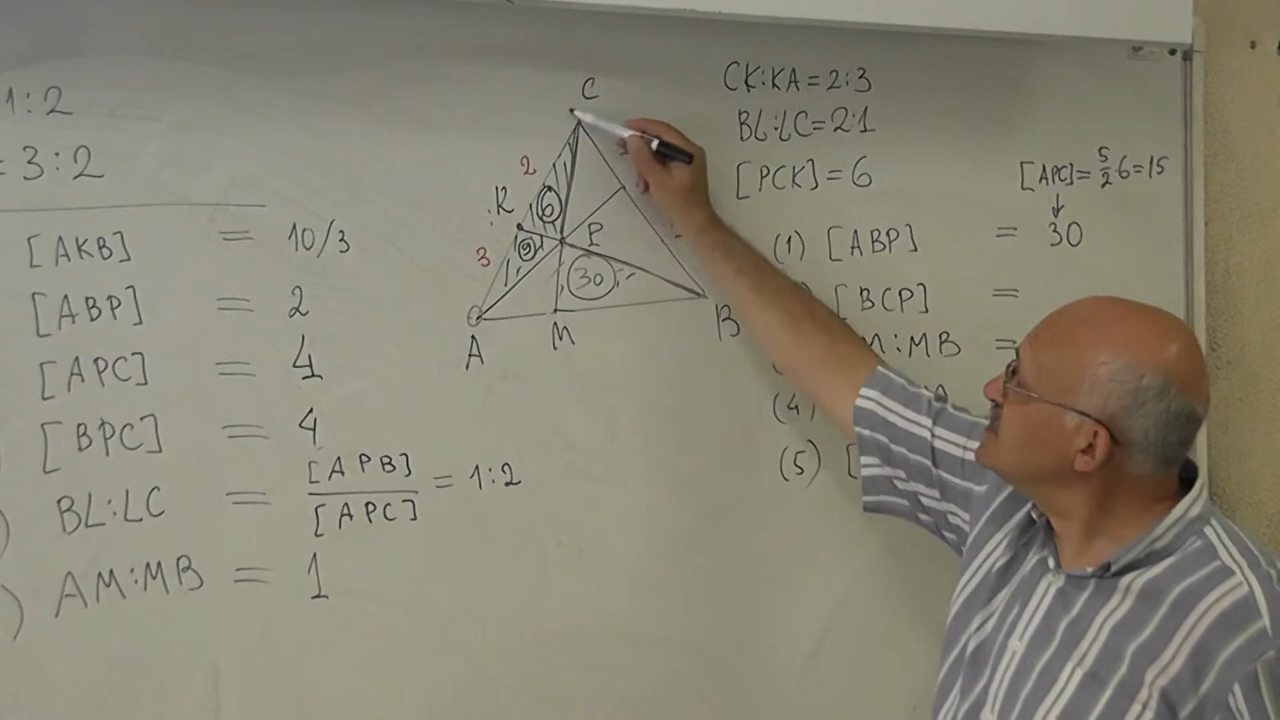 1:2
= 3:2
[AKB] = 10/3
[ABP] = 2
[APC] = 4
[BPC] = 4
BL:LC = [APB]/[APC] = 1:2
AM:MB = 1
C
2
K
6
P
3
9
30
A
M
B
CK:KA=2:3
BL:LC=2:1
[PCK]=6
[APC]=5/2·6=15
↓
(1) [ABP] = 30
) [BCP] =
M:MB =
(4)
(5) [